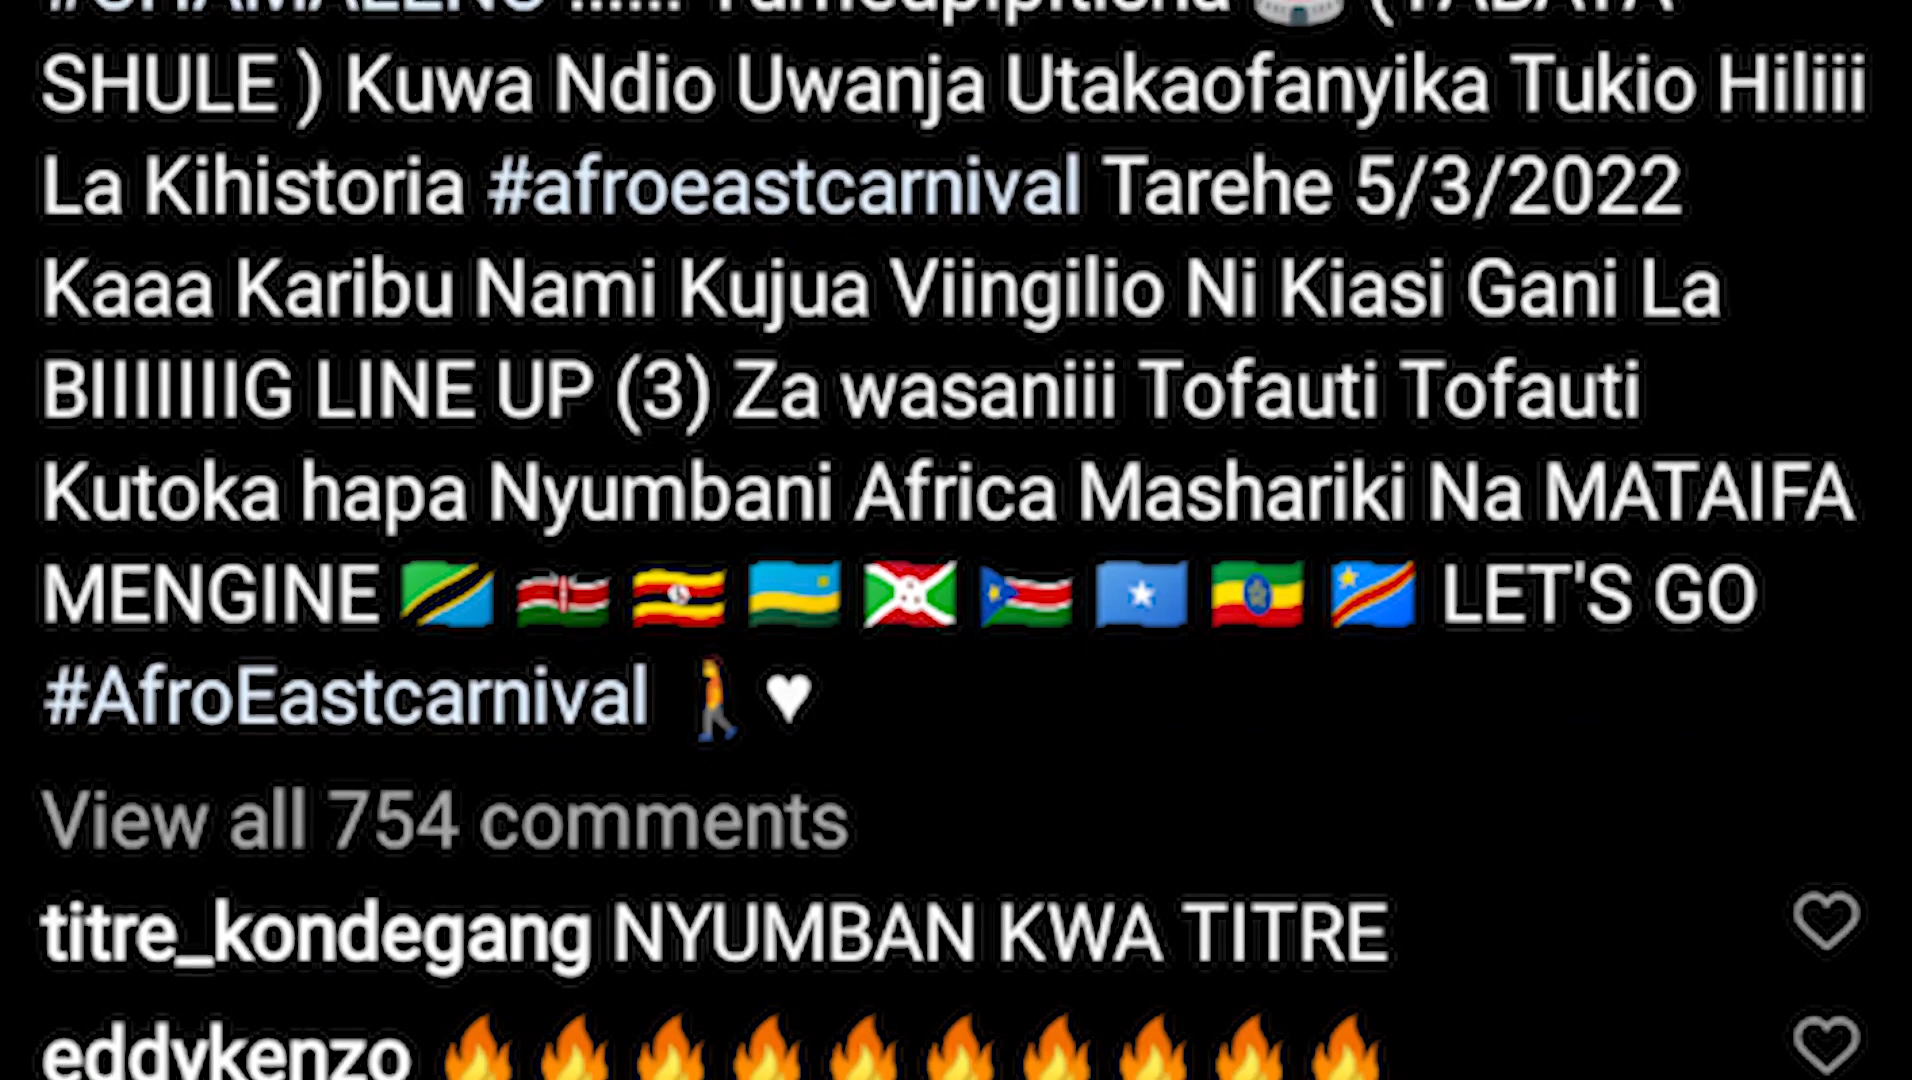 SHULE ) Kuwa Ndio Uwanja Utakaofanyika Tukio Hiliii
La Kihistoria #afroeastcarnival Tarehe 5/3/2022
Kaaa Karibu Nami Kujua Viingilio Ni Kiasi Gani La
BIIIIIIIG LINE UP (3) Za wasaniii Tofauti Tofauti
Kutoka hapa Nyumbani Africa Mashariki Na MATAIFA
MENGINE 🇹🇿 🇰🇪 🇺🇬 🇷🇼 🇧🇮 🇸🇸 🇸🇴 🇪🇹 🇨🇩 LET'S GO
#AfroEastcarnival 🚶 ♥
View all 754 comments
titre_kondegang NYUMBAN KWA TITRE
eddykenzo 🔥🔥🔥🔥🔥🔥🔥🔥🔥🔥